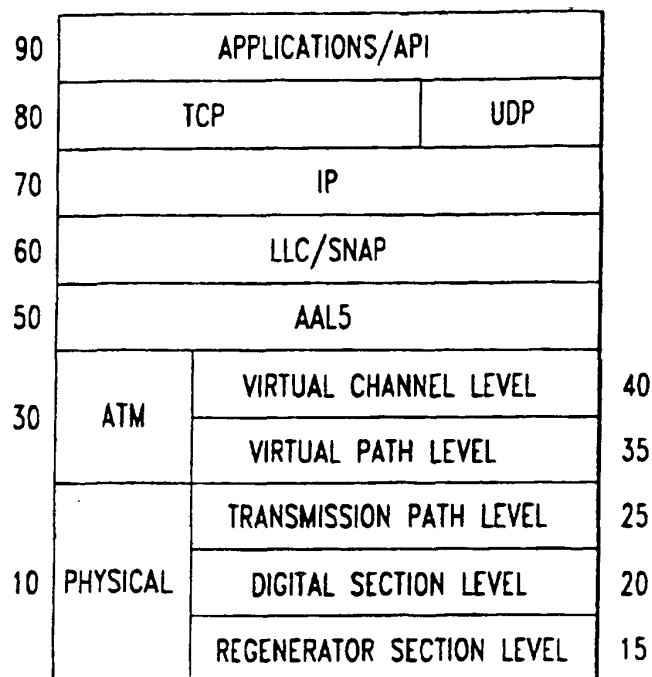 90 APPLICATIONS/API
80 TCP UDP
70 IP
60 LLC/SNAP
50 AAL5
VIRTUAL CHANNEL LEVEL 40
30 ATM
VIRTUAL PATH LEVEL 35
TRANSMISSION PATH LEVEL 25
10 PHYSICAL DIGITAL SECTION LEVEL 20
REGENERATOR SECTION LEVEL 15